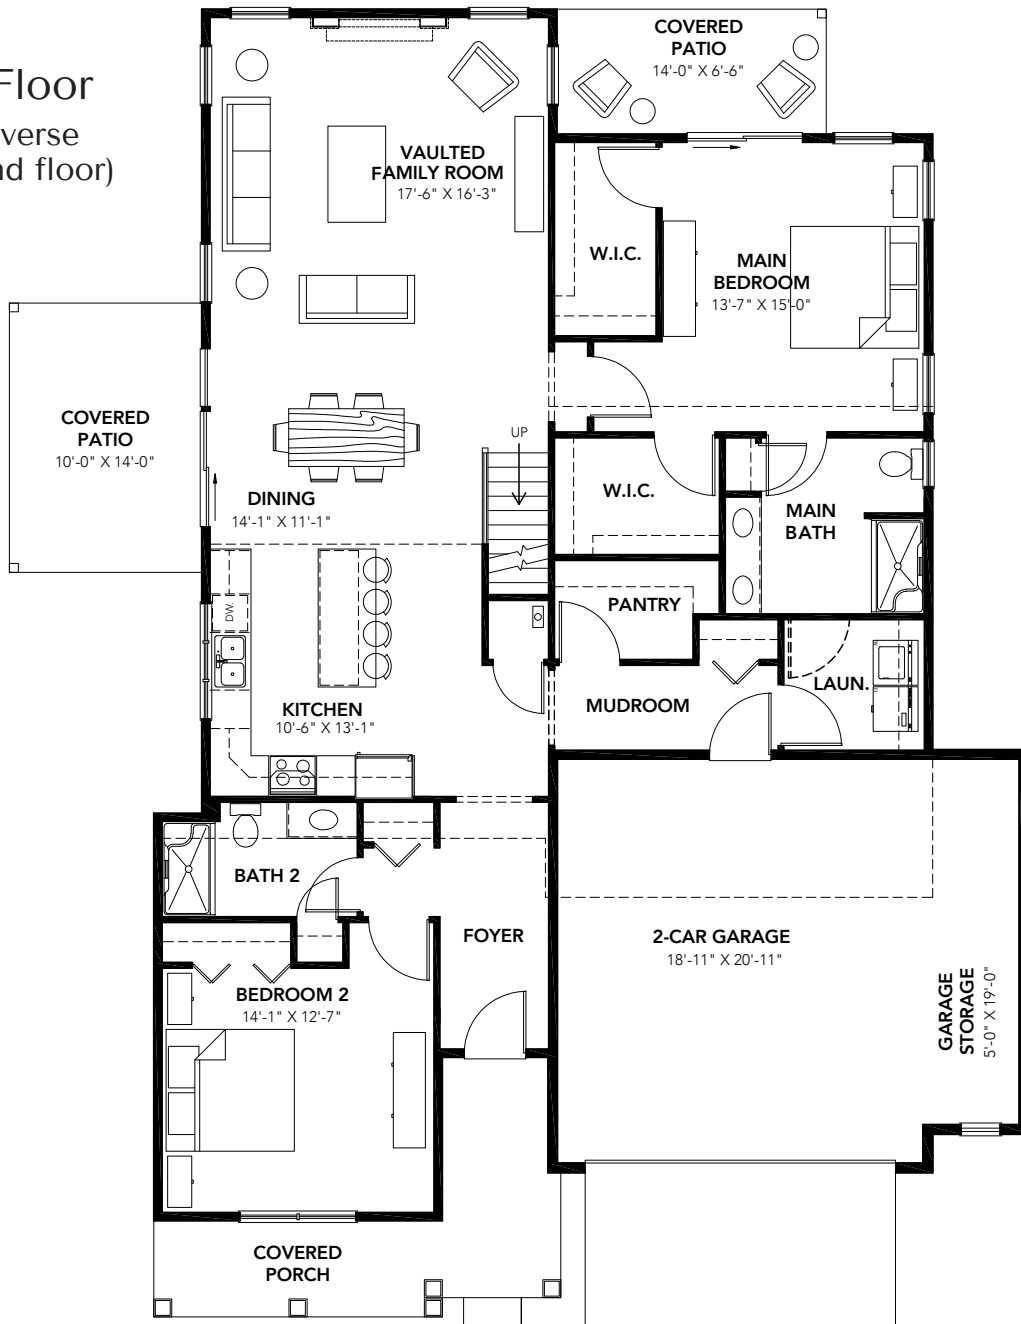 Floor
verse
nd floor)
COVERED
PATIO
14'-0" X 6'-6"
VAULTED
FAMILY ROOM
17'-6" X 16'-3"
W.I.C.
MAIN
BEDROOM
13'-7" X 15'-0"
COVERED
PATIO
10'-0" X 14'-0"
UP
DINING
14'-1" X 11'-1"
W.I.C.
MAIN
BATH
DW.
PANTRY
LAUN.
MUDROOM
KITCHEN
10'-6" X 13'-1"
BATH 2
FOYER
2-CAR GARAGE
18'-11" X 20'-11"
GARAGE
STORAGE
5'-0" X 19'-0"
BEDROOM 2
14'-1" X 12'-7"
COVERED
PORCH